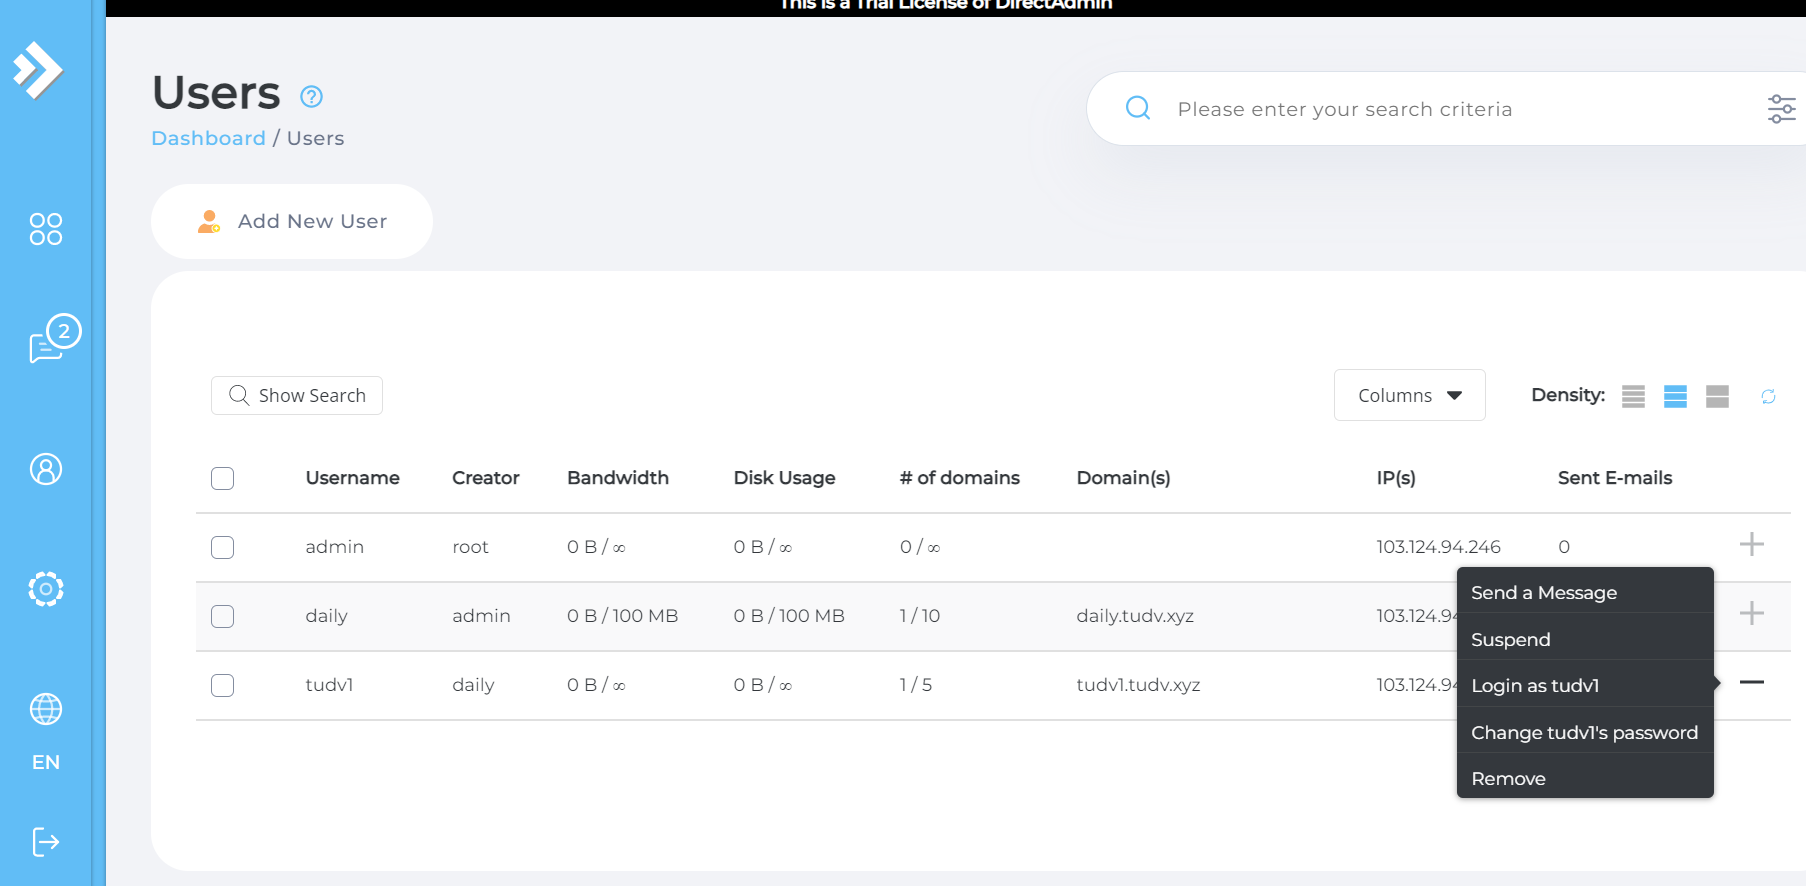 This is a Trial License of DirectAdmin
Users
Dashboard / Users
Please enter your search criteria
Add New User
2
Show Search
Columns
Density:
Username Creator Bandwidth Disk Usage # of domains Domain(s) IP(s) Sent E-mails
admin root 0 B / ∞ 0 B / ∞ 0 / ∞ 103.124.94.246 0
daily admin 0 B / 100 MB 0 B / 100 MB 1 / 10 daily.tudv.xyz 103.124.94
tudv1 daily 0 B / ∞ 0 B / ∞ 1 / 5 tudv1.tudv.xyz 103.124.94
Send a Message
Suspend
Login as tudv1
Change tudv1's password
Remove
EN